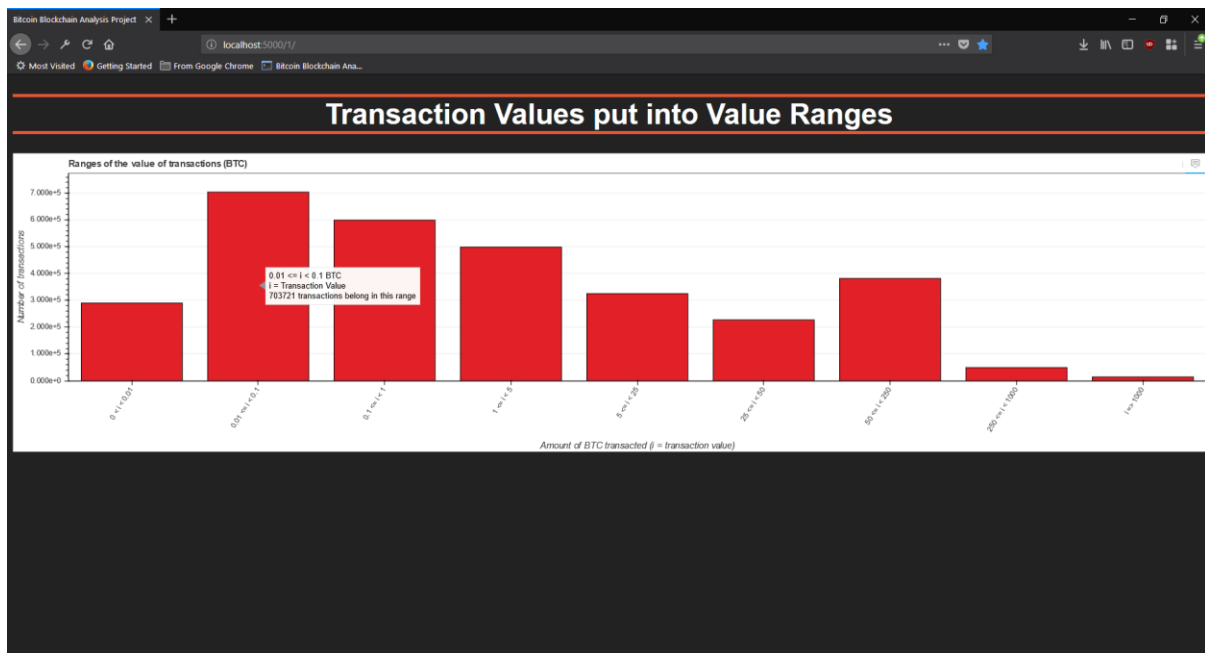 Bitcoin Blockchain Analysis Project
localhost:5000/1/
Most Visited Getting Started From Google Chrome Bitcoin Blockchain Ana...
Transaction Values put into Value Ranges
Ranges of the value of transactions (BTC)
Number of transactions
7.000e+5
6.000e+5
5.000e+5
4.000e+5
3.000e+5
2.000e+5
1.000e+5
0.000e+0
0.01 <= i < 0.1 BTC
i = Transaction Value
703721 transactions belong in this range
0 < i < 0.01
0.01 <= i < 0.1
0.1 <= i < 1
1 <= i < 5
5 <= i < 25
25 <= i < 50
50 <= i < 250
250 <= i < 1000
i => 1000
Amount of BTC transacted (i = transaction value)